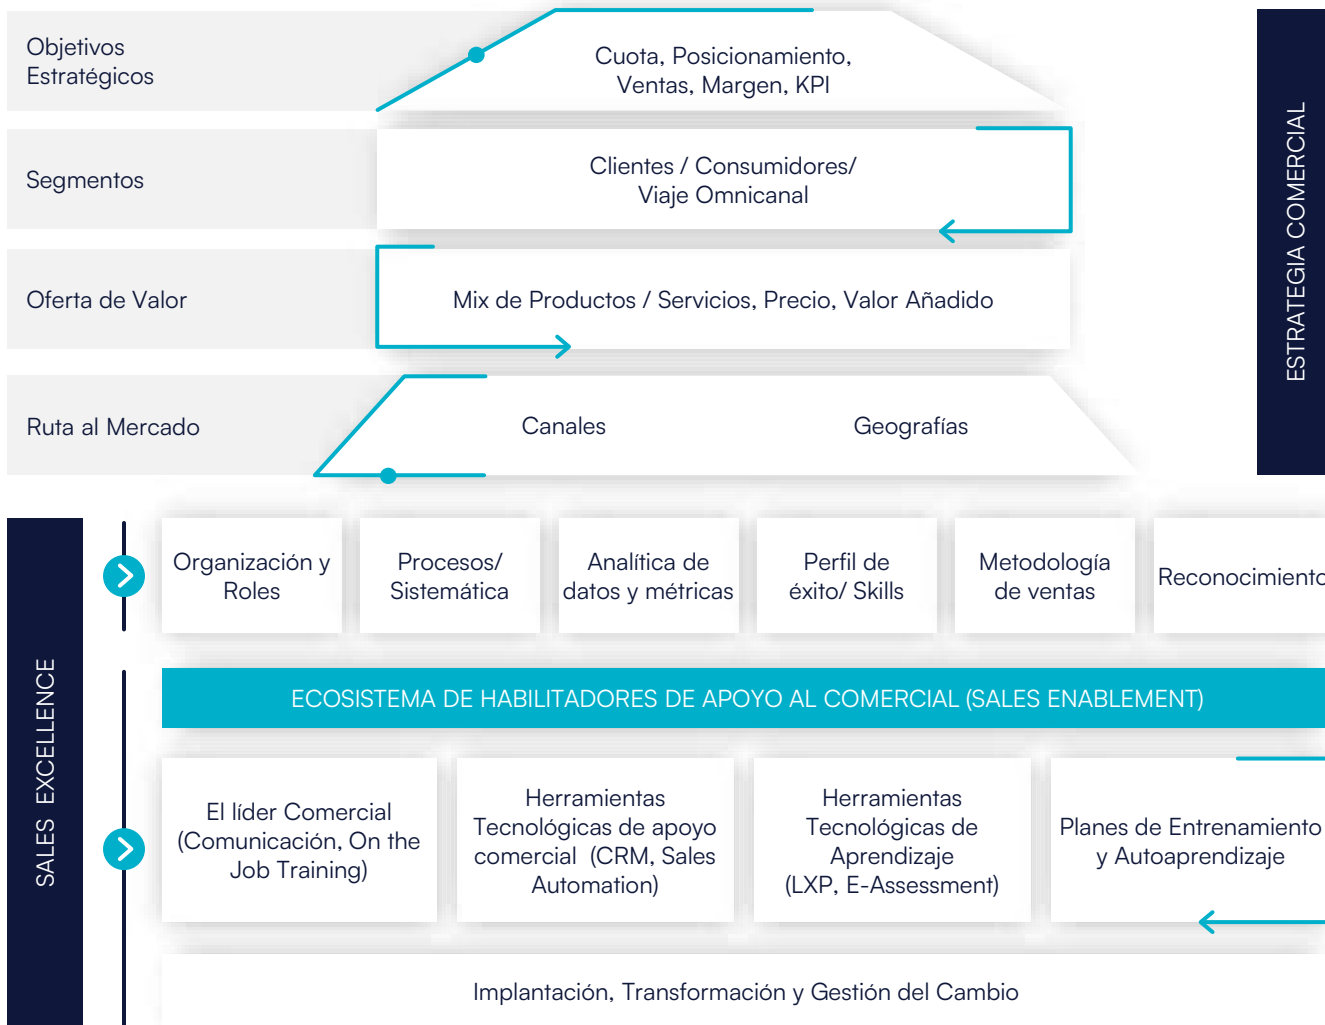 Objetivos
Estratégicos
Cuota, Posicionamiento,
Ventas, Margen, KPI
Segmentos
Clientes / Consumidores/
Viaje Omnicanal
Oferta de Valor
Mix de Productos / Servicios, Precio, Valor Añadido
Ruta al Mercado
Canales
Geografías
ESTRATEGIA COMERCIAL
SALES EXCELLENCE
Organización y
Roles
Procesos/
Sistemática
Analítica de
datos y métricas
Perfil de
éxito/ Skills
Metodología
de ventas
Reconocimiento
ECOSISTEMA DE HABILITADORES DE APOYO AL COMERCIAL (SALES ENABLEMENT)
El líder Comercial
(Comunicación, On the
Job Training)
Herramientas
Tecnológicas de apoyo
comercial (CRM, Sales
Automation)
Herramientas
Tecnológicas de
Aprendizaje
(LXP, E-Assessment)
Planes de Entrenamiento
y Autoaprendizaje
Implantación, Transformación y Gestión del Cambio